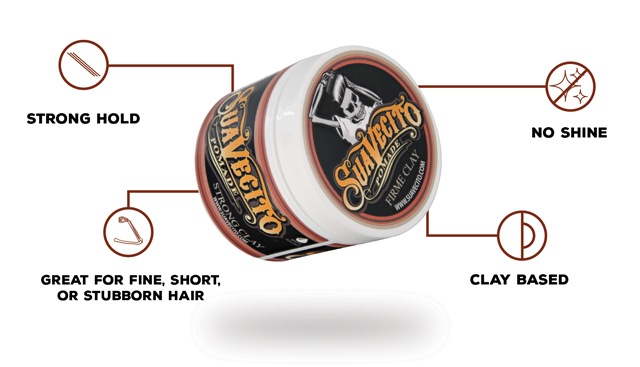 STRONG HOLD
NO SHINE
GREAT FOR FINE, SHORT,
OR STUBBORN HAIR
CLAY BASED
SUAVECITO
POMADE
FIRME CLAY
WWW.SUAVECITO.COM
SUAVECITO
POMADE
STRONG CLAY